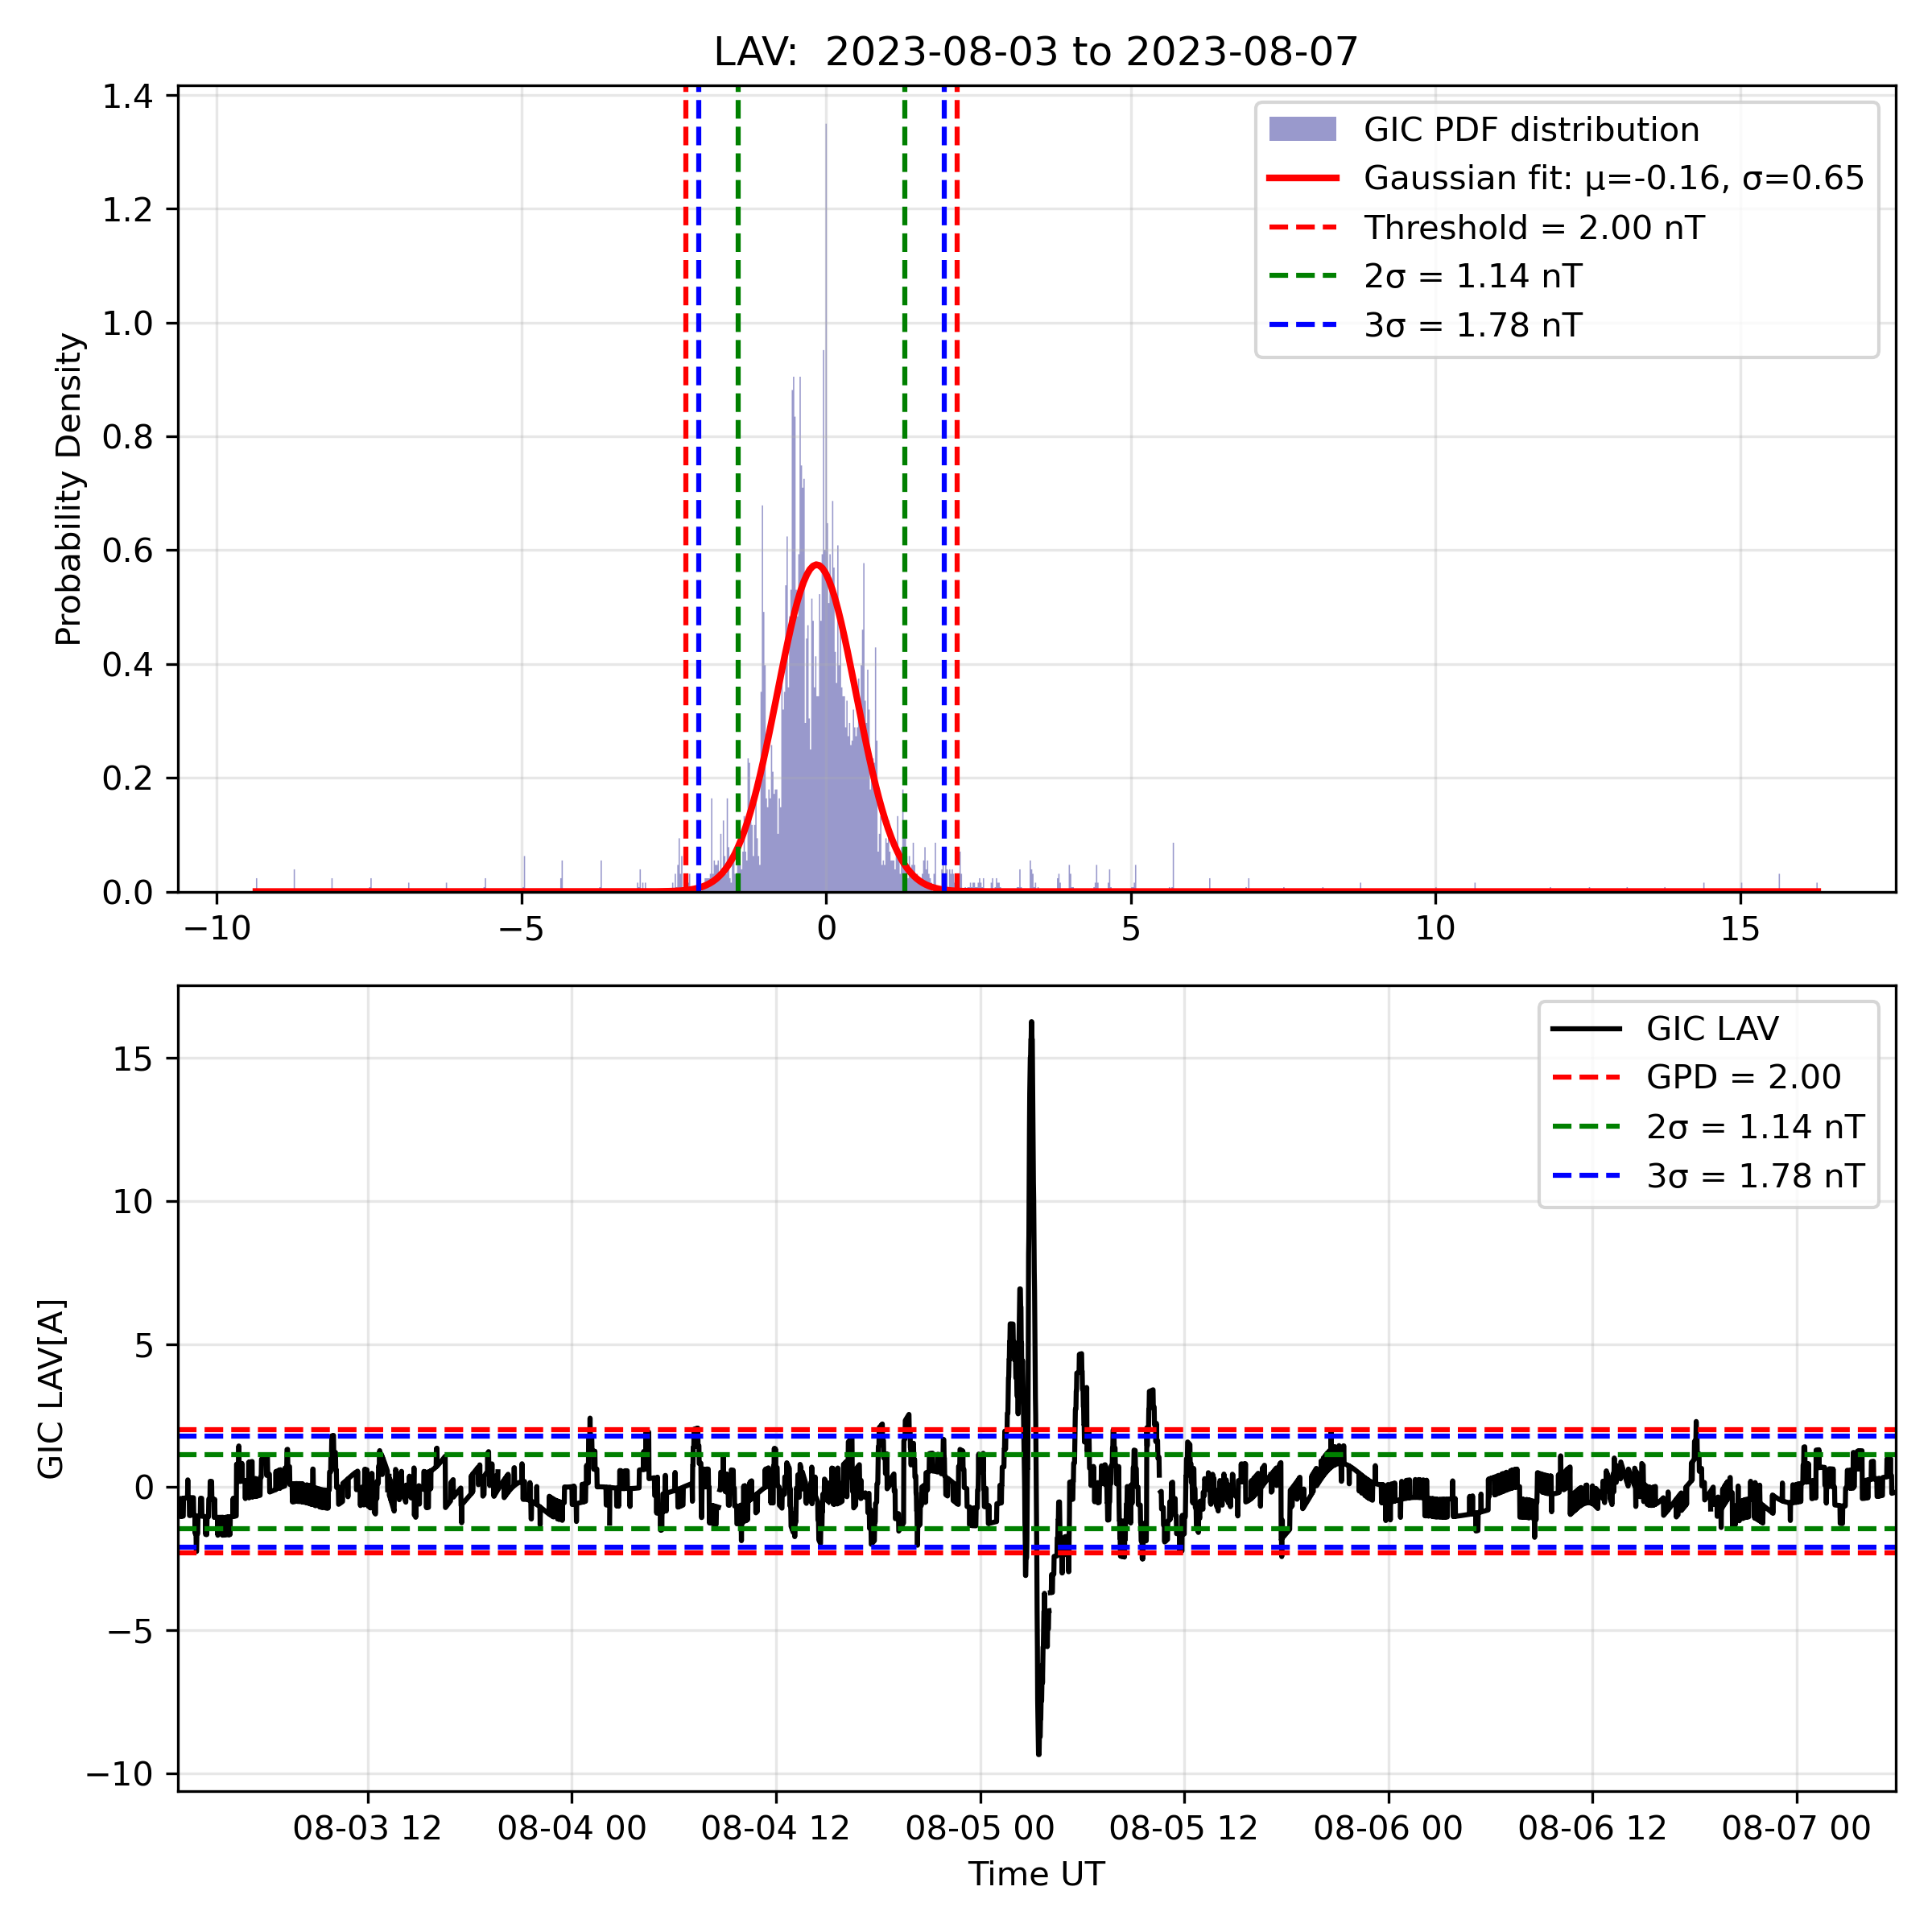 LAV:  2023-08-03 to 2023-08-07
1.4
1.2
1.0
0.8
0.6
0.4
0.2
0.0
Probability Density
GIC PDF distribution
Gaussian fit: μ=-0.16, σ=0.65
Threshold = 2.00 nT
2σ = 1.14 nT
3σ = 1.78 nT
−10 −5 0 5 10 15
15
10
5
0
−5
−10
GIC LAV[A]
GIC LAV
GPD = 2.00
2σ = 1.14 nT
3σ = 1.78 nT
08-03 12 08-04 00 08-04 12 08-05 00 08-05 12 08-06 00 08-06 12 08-07 00
Time UT